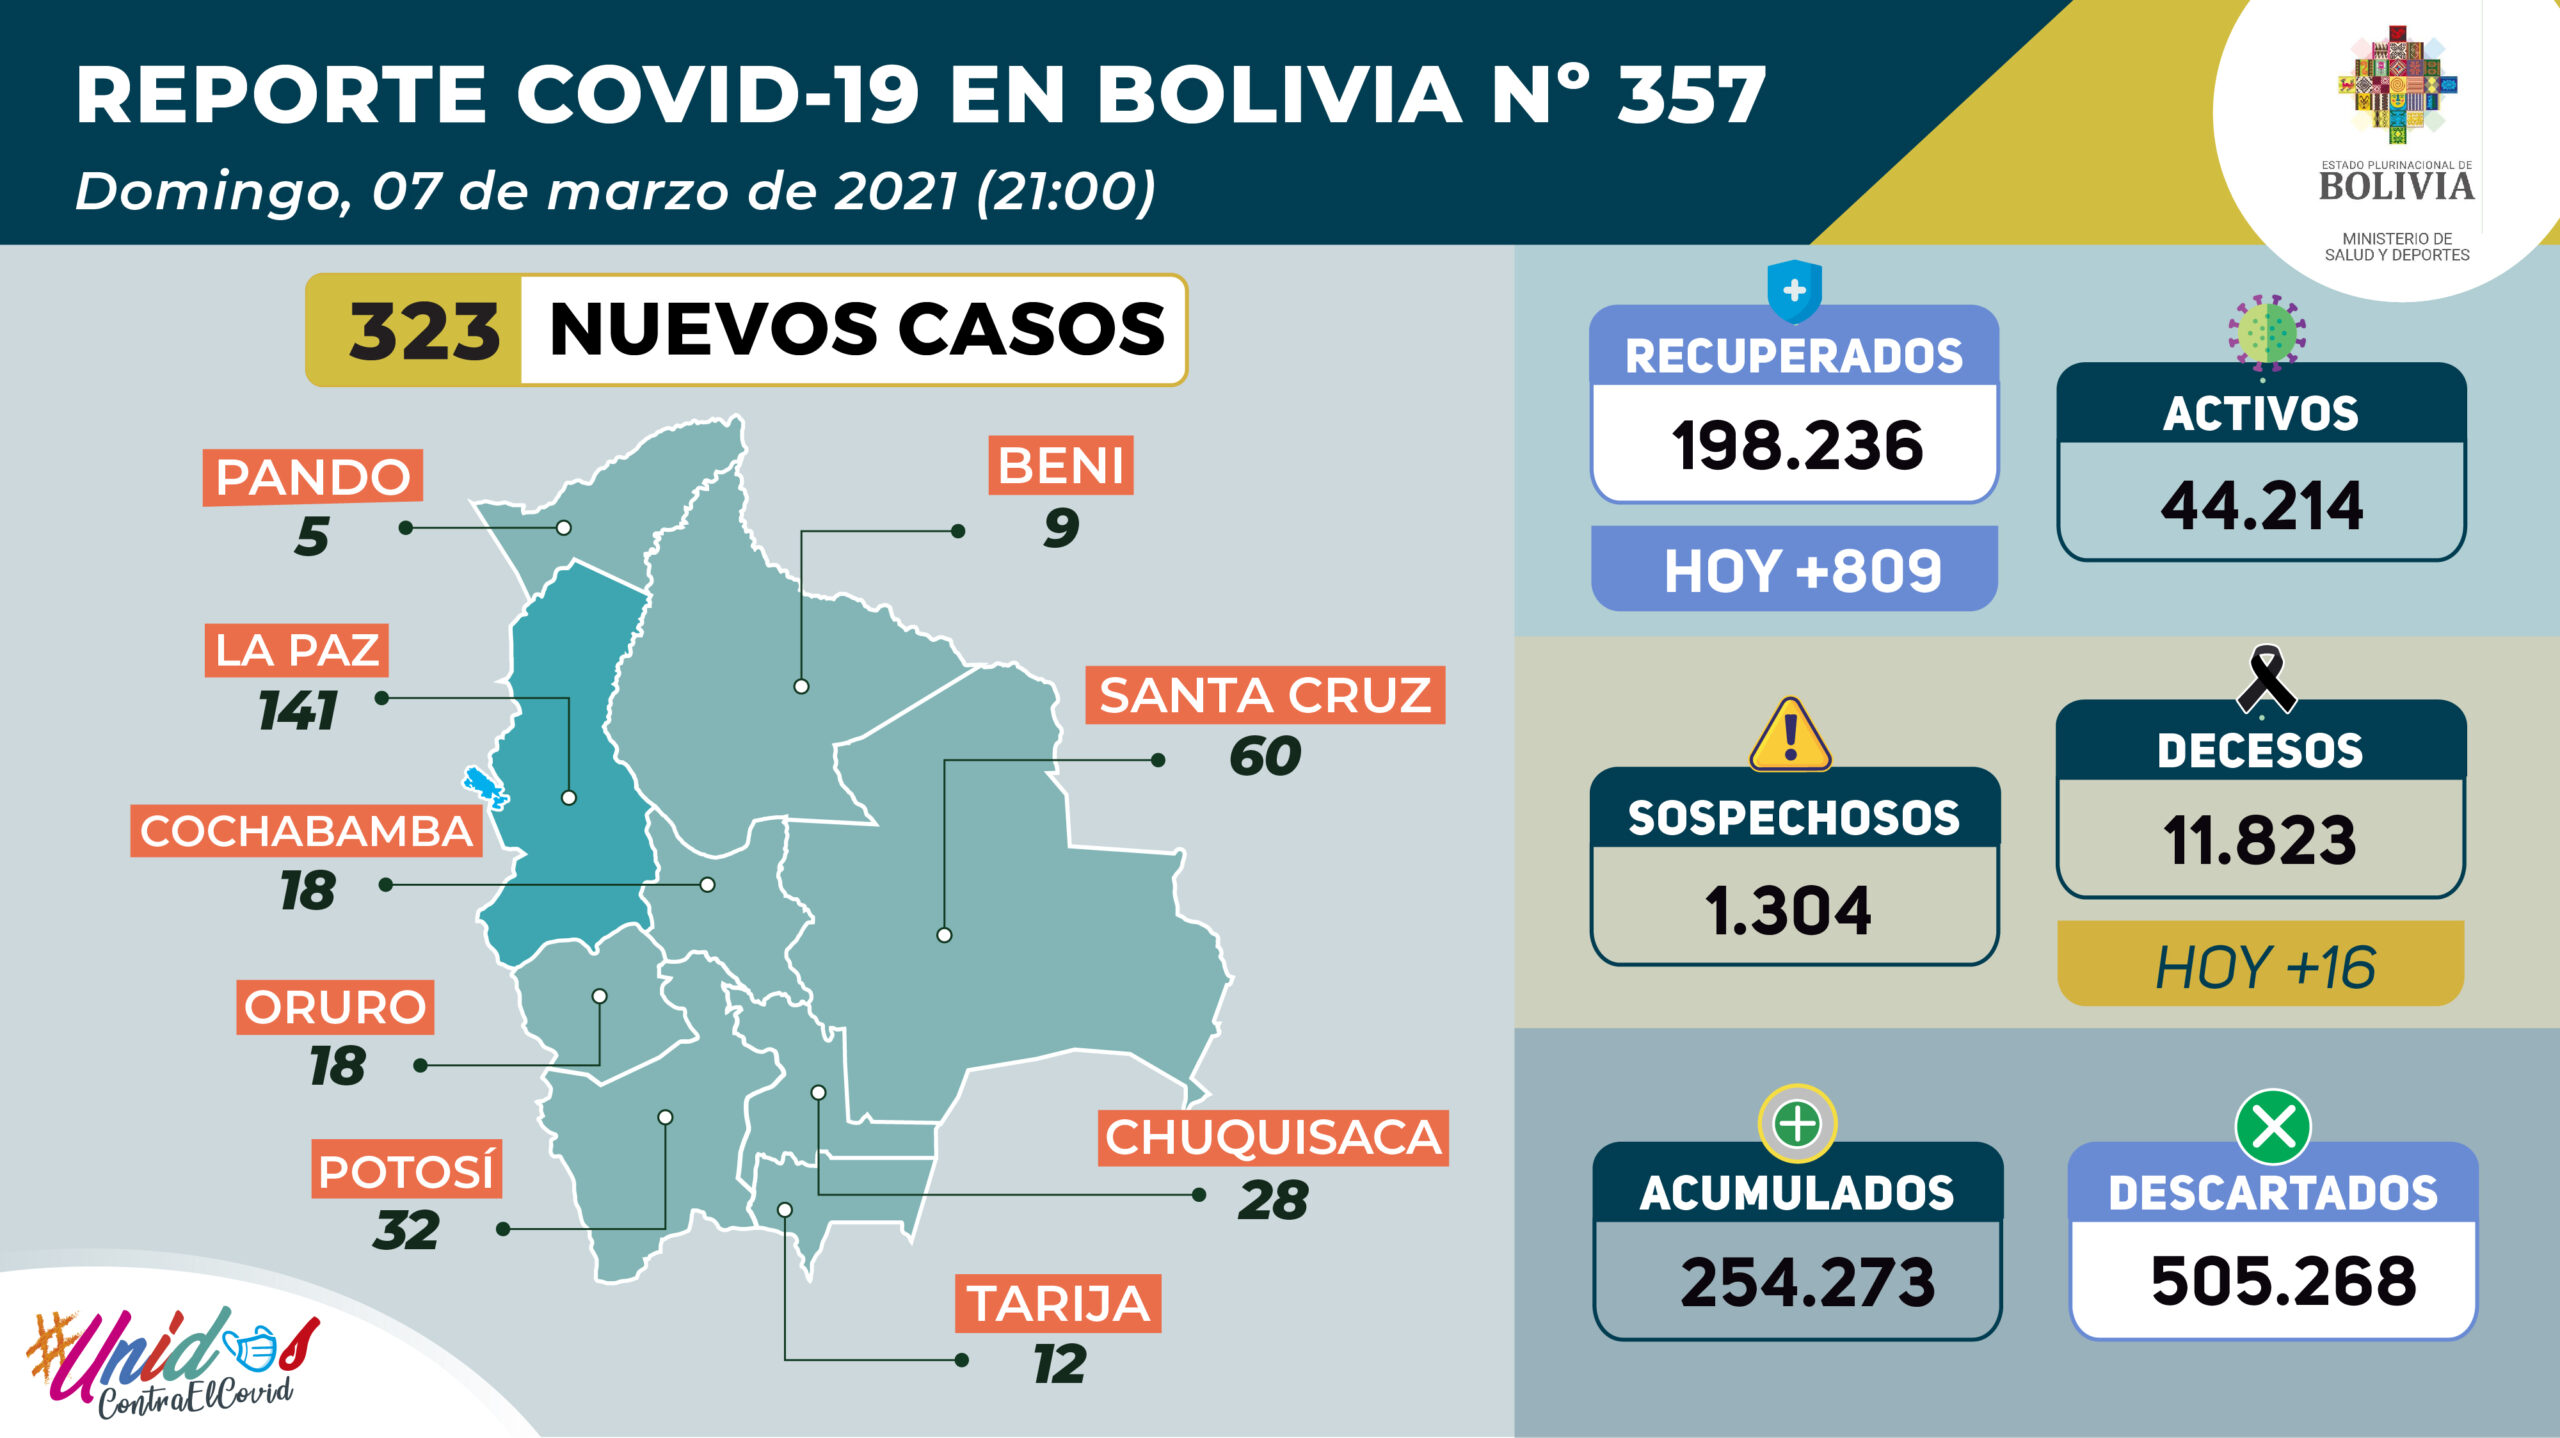 REPORTE COVID-19 EN BOLIVIA Nº 357
Domingo, 07 de marzo de 2021 (21:00)
ESTADO PLURINACIONAL DE
BOLIVIA
MINISTERIO DE
SALUD Y DEPORTES
323 NUEVOS CASOS
PANDO
5
BENI
9
LA PAZ
141
SANTA CRUZ
60
COCHABAMBA
18
ORURO
18
CHUQUISACA
28
POTOSÍ
32
TARIJA
12
#Unidos
ContraElCovid
RECUPERADOS
198.236
HOY +809
ACTIVOS
44.214
SOSPECHOSOS
1.304
DECESOS
11.823
HOY +16
ACUMULADOS
254.273
DESCARTADOS
505.268